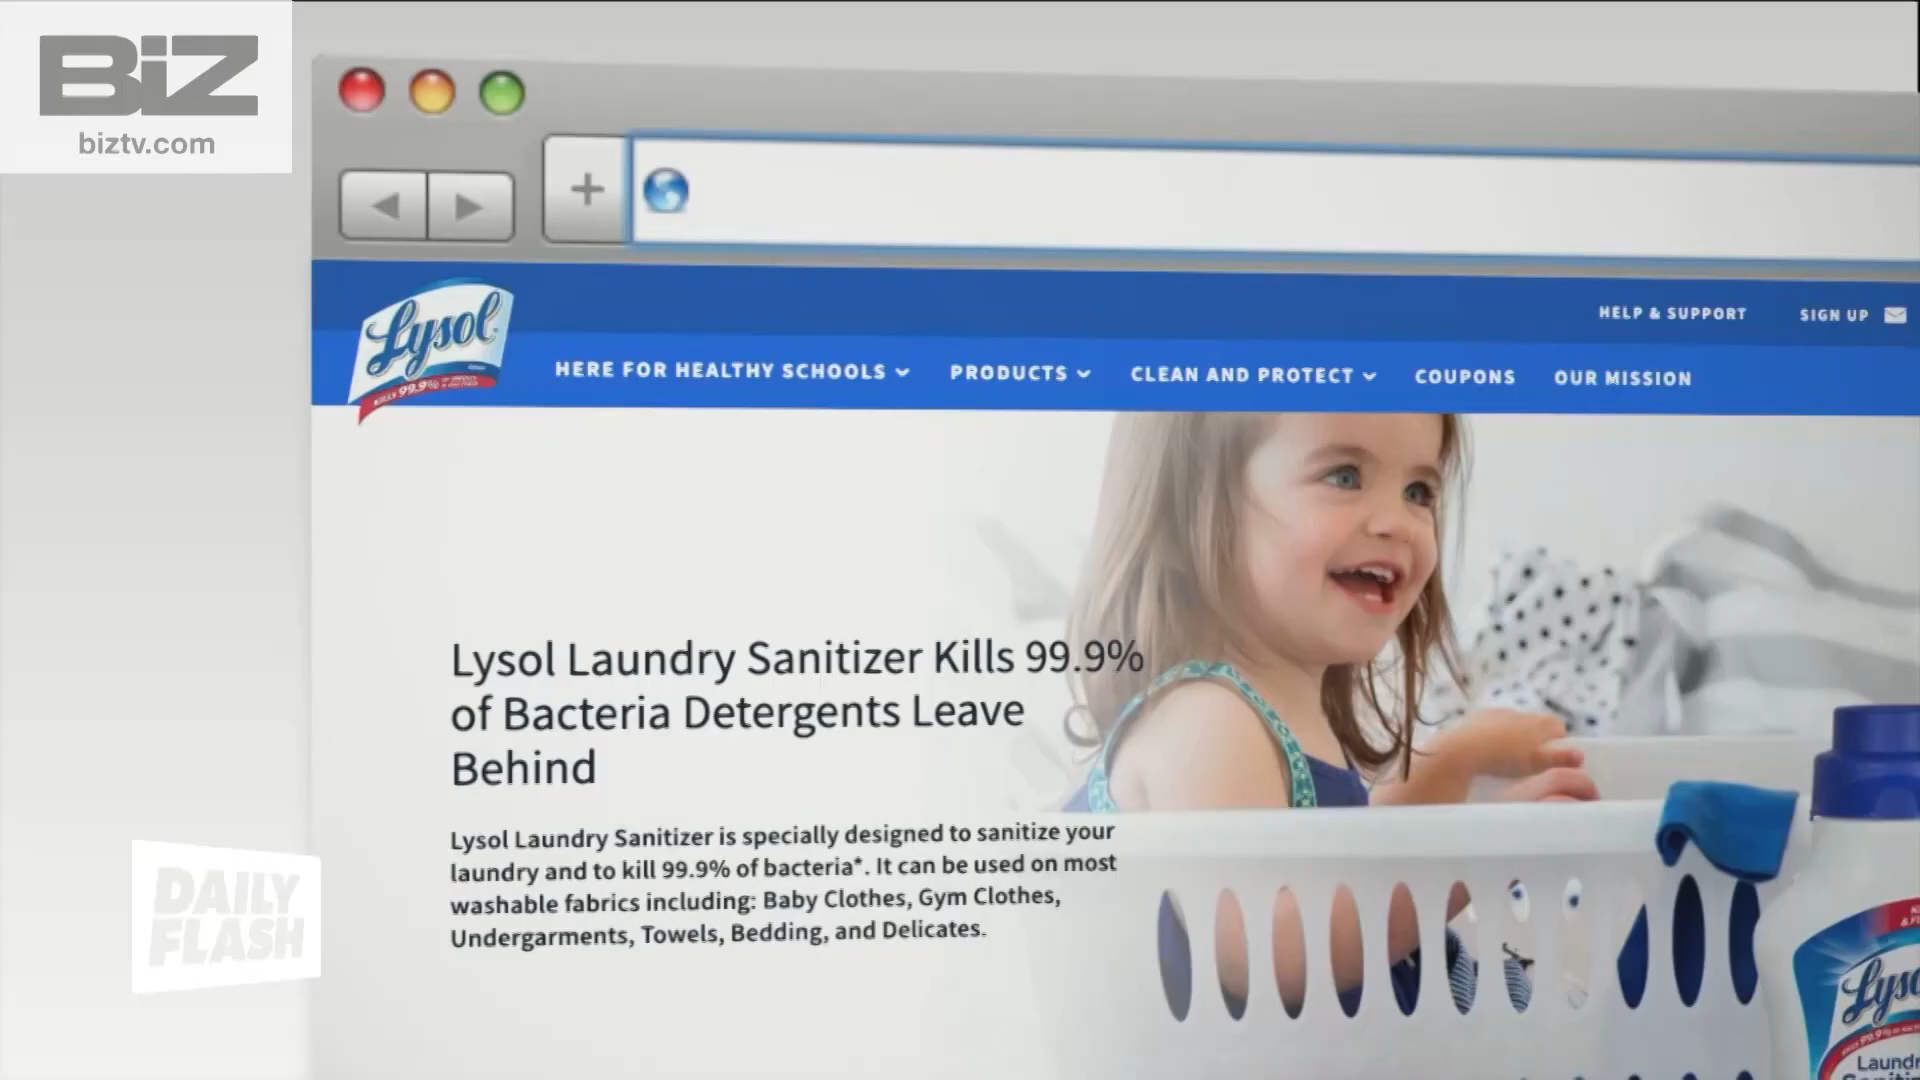 BiZ
biztv.com
Lysol
KILLS 99.9%
HELP & SUPPORT
SIGN UP
HERE FOR HEALTHY SCHOOLS
PRODUCTS
CLEAN AND PROTECT
COUPONS
OUR MISSION
Lysol Laundry Sanitizer Kills 99.9%
of Bacteria Detergents Leave
Behind
Lysol Laundry Sanitizer is specially designed to sanitize your
laundry and to kill 99.9% of bacteria*. It can be used on most
washable fabrics including: Baby Clothes, Gym Clothes,
Undergarments, Towels, Bedding, and Delicates.
DAILY
FLASH